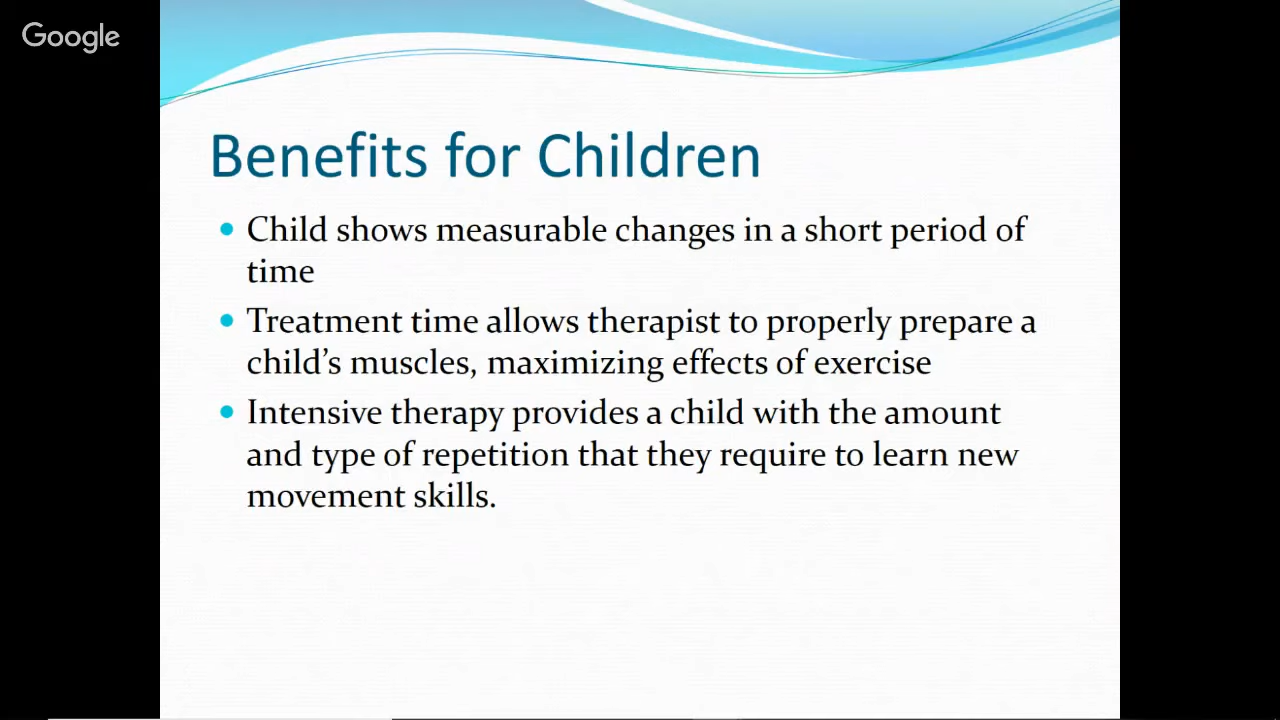 Google
Benefits for Children
• Child shows measurable changes in a short period of
time
• Treatment time allows therapist to properly prepare a
child’s muscles, maximizing effects of exercise
• Intensive therapy provides a child with the amount
and type of repetition that they require to learn new
movement skills.